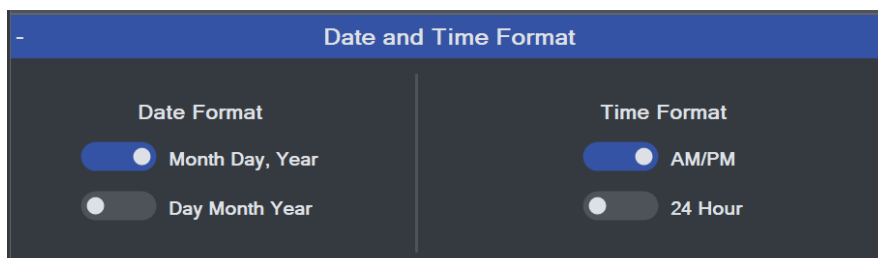 - Date and Time Format
Date Format
Month Day, Year
Day Month Year
Time Format
AM/PM
24 Hour